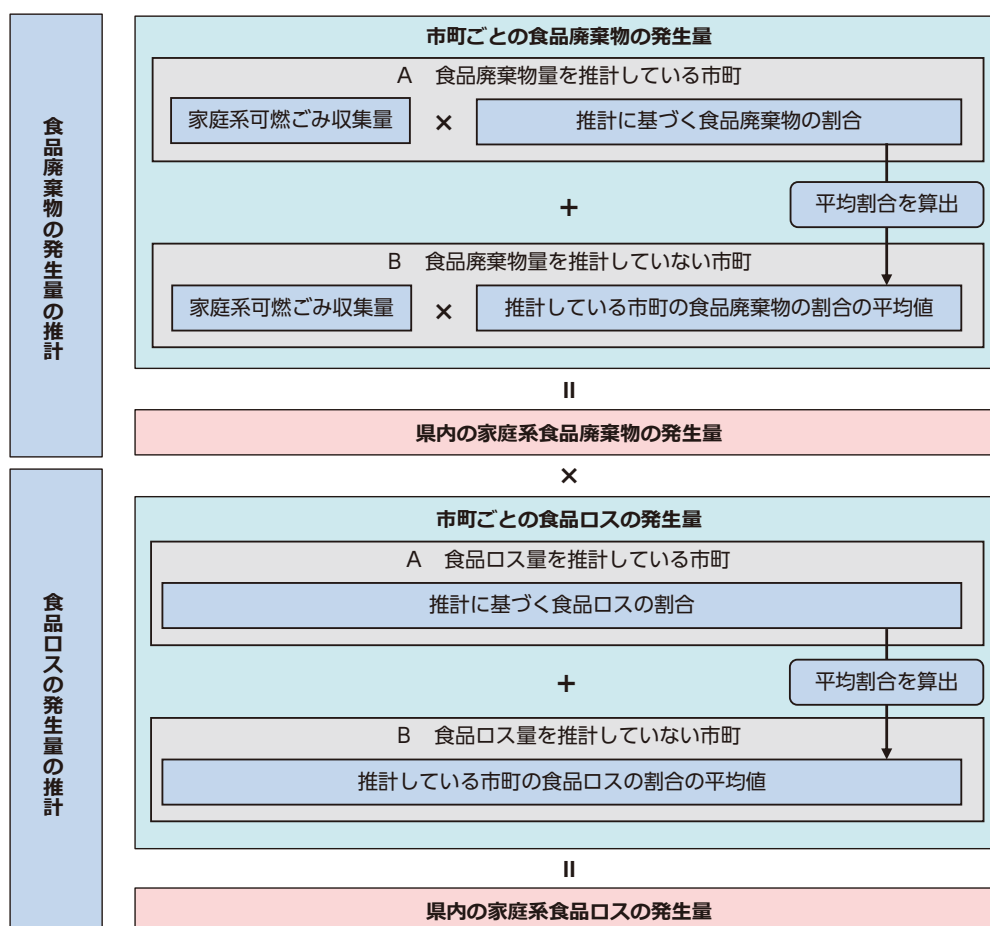 食品廃棄物の発生量の推計
市町ごとの食品廃棄物の発生量
A 食品廃棄物量を推計している市町
家庭系可燃ごみ収集量
×
推計に基づく食品廃棄物の割合
+
平均割合を算出
B 食品廃棄物量を推計していない市町
家庭系可燃ごみ収集量
×
推計している市町の食品廃棄物の割合の平均値
=
県内の家庭系食品廃棄物の発生量
×
食品ロスの発生量の推計
市町ごとの食品ロスの発生量
A 食品ロス量を推計している市町
推計に基づく食品ロスの割合
+
平均割合を算出
B 食品ロス量を推計していない市町
推計している市町の食品ロスの割合の平均値
=
県内の家庭系食品ロスの発生量